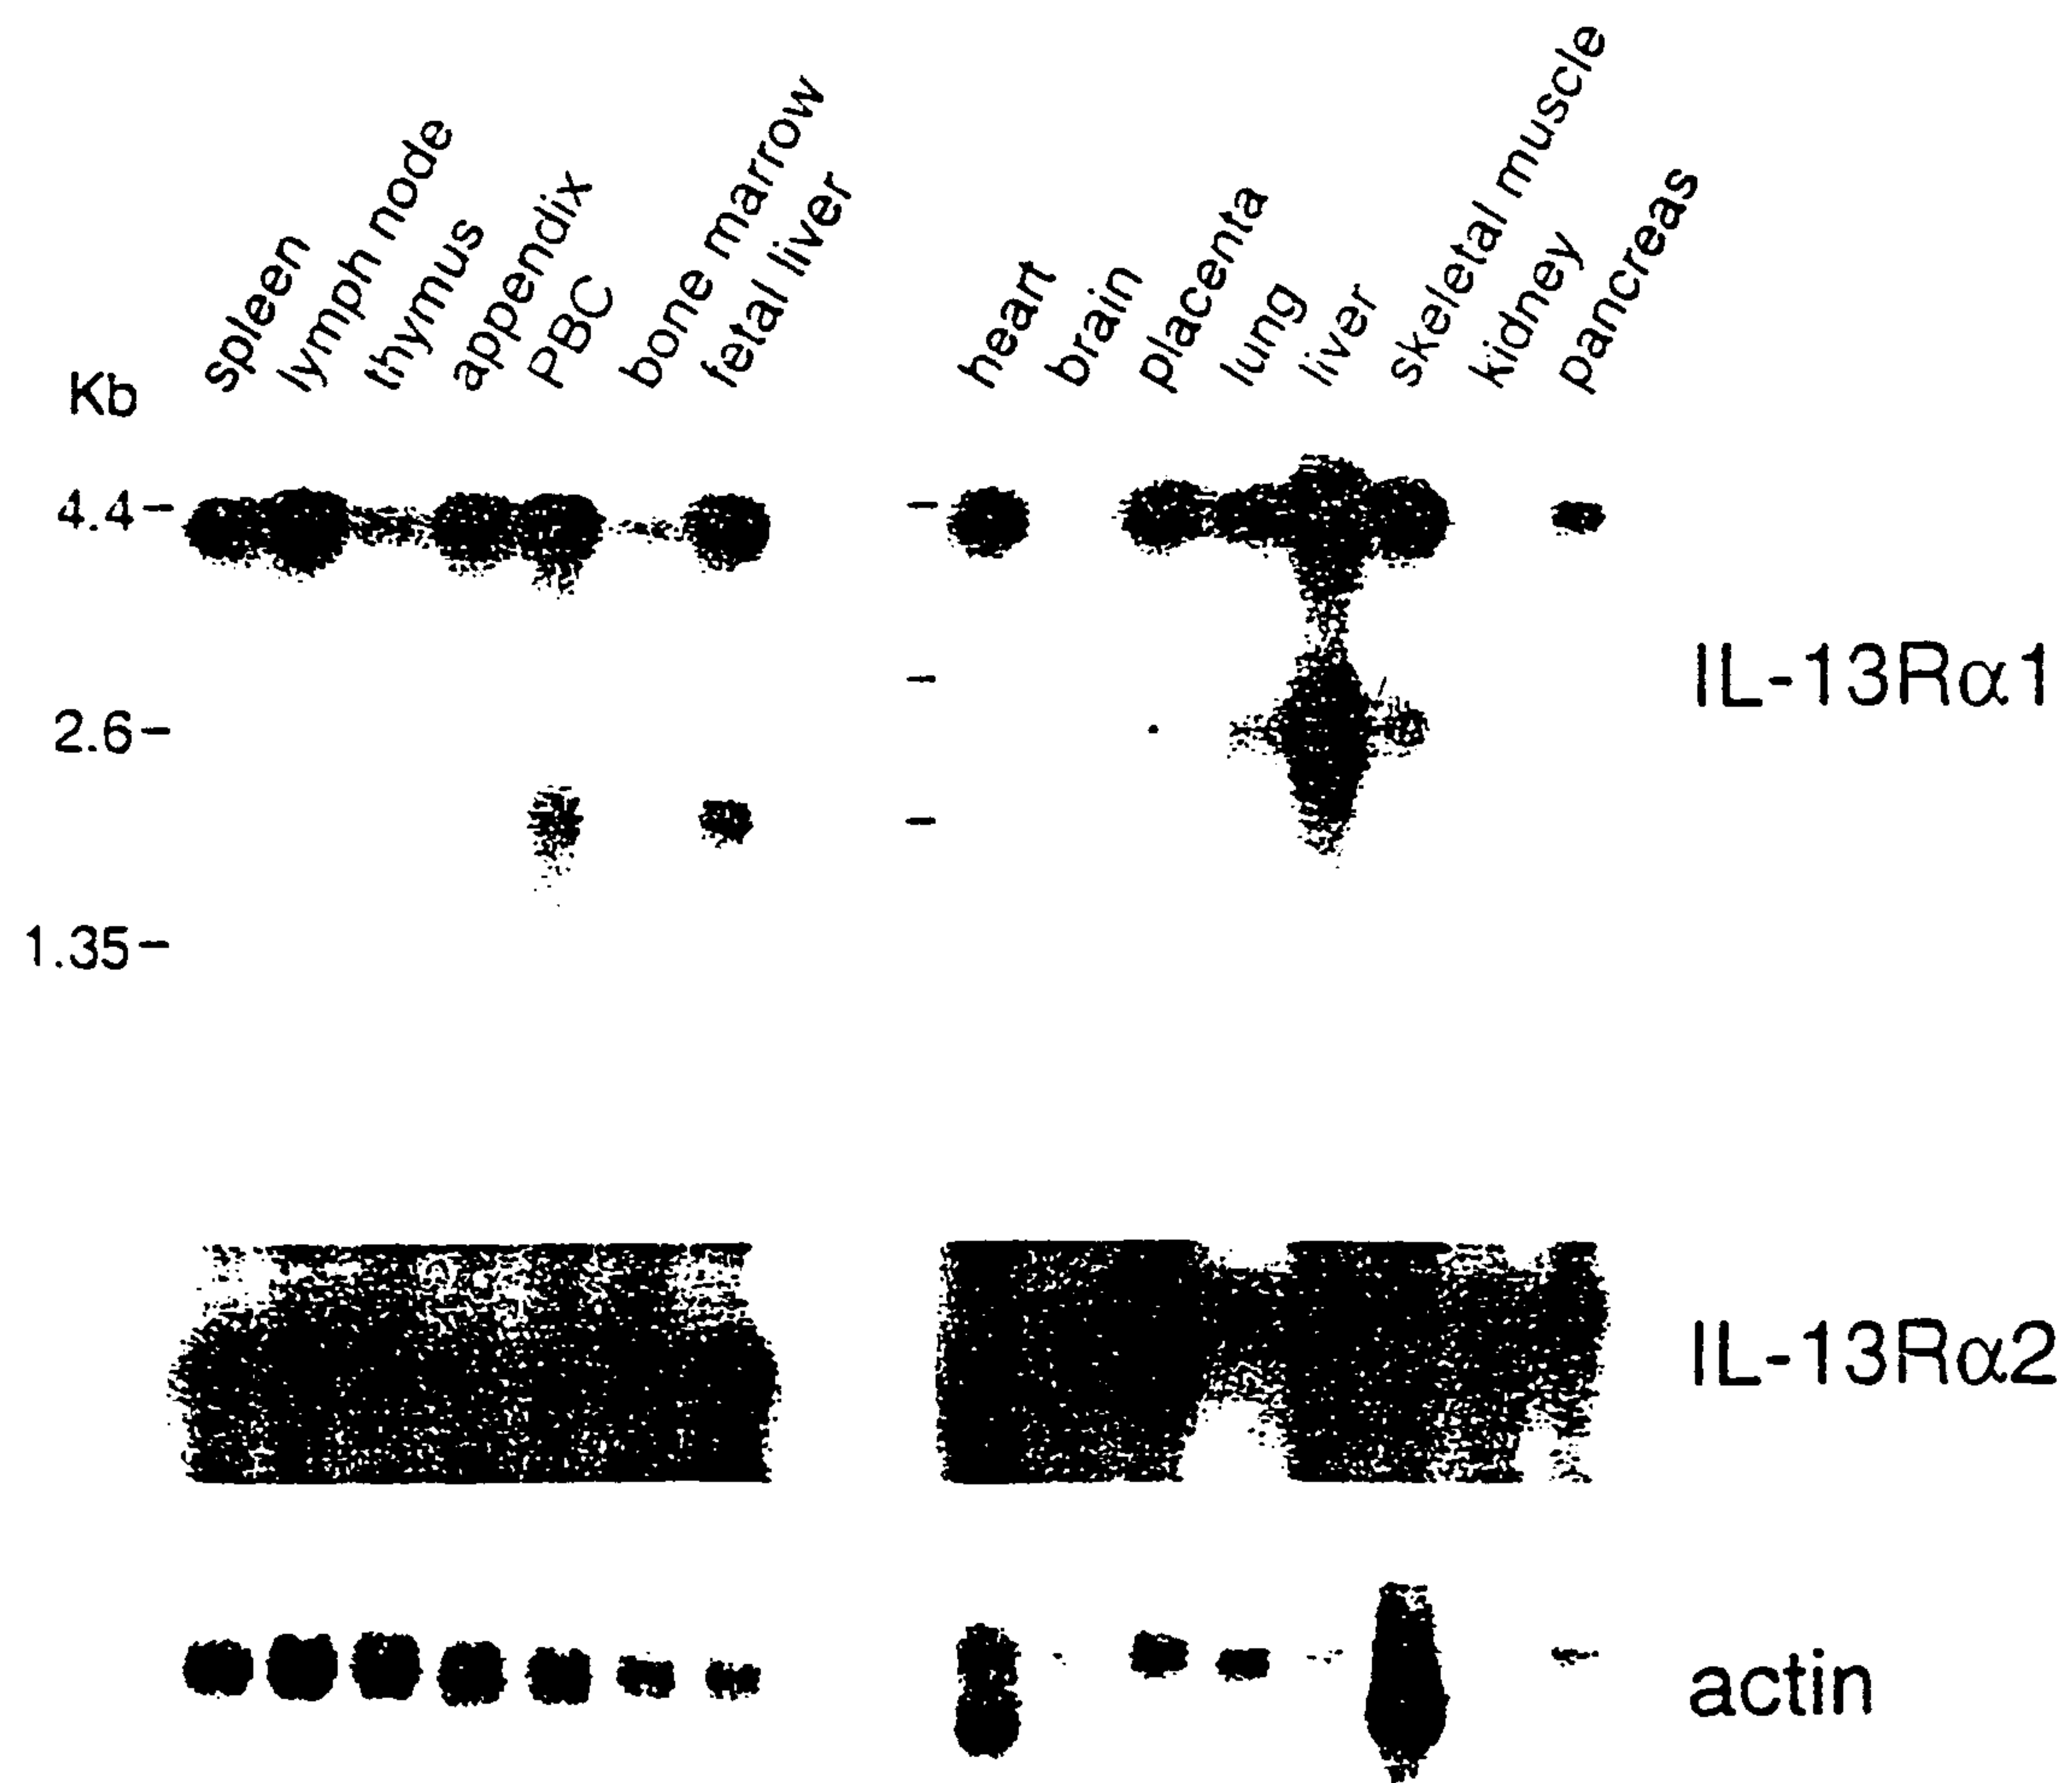 spleen
lymph node
thymus
appendix
PBC
bone marrow
fetal liver
heart
brain
placenta
lung
liver
skeletal muscle
kidney
pancreas
Kb
4.4
2.6
1.35
IL-13Rα1
IL-13Rα2
actin